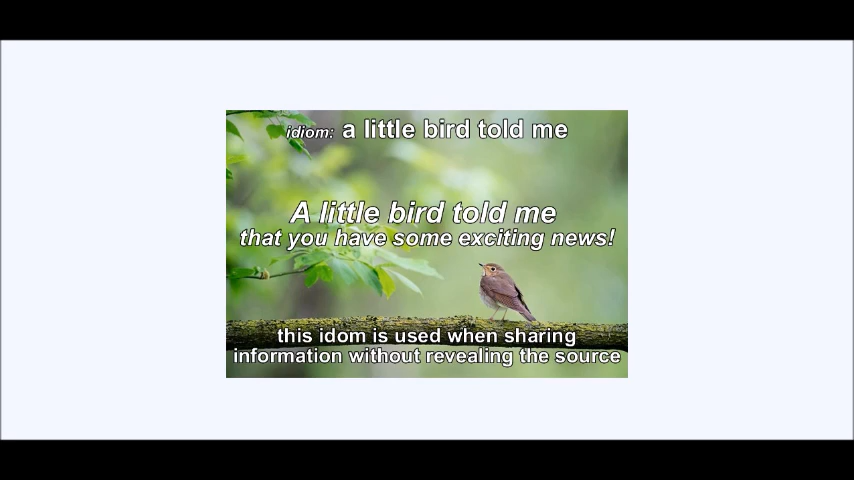 idiom: a little bird told me
A little bird told me
that you have some exciting news!
this idom is used when sharing
information without revealing the source